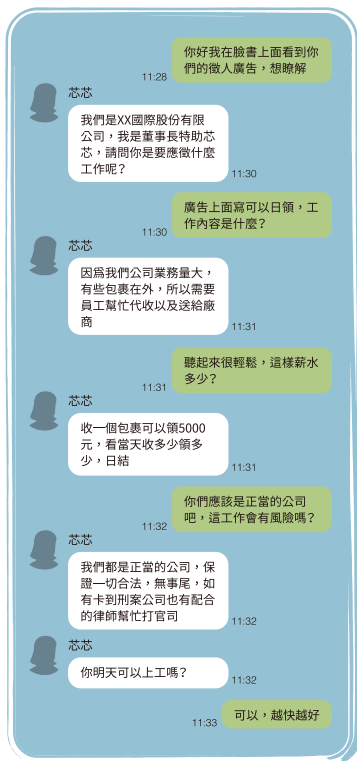 你好我在臉書上面看到你
們的徵人廣告，想瞭解
11:28
芯芯
我們是XX國際股份有限
公司，我是董事長特助芯
芯，請問你是要應徵什麼
工作呢？
11:30
廣告上面寫可以日領，工
作內容是什麼？
11:30
芯芯
因為我們公司業務量大，
有些包裹在外，所以需要
員工幫忙代收以及送給廠
商
11:31
聽起來很輕鬆，這樣薪水
多少？
11:31
芯芯
收一個包裹可以領5000
元，看當天收多少領多
少，日結
11:31
你們應該是正當的公司
吧，這工作會有風險嗎？
11:32
芯芯
我們都是正當的公司，保
證一切合法，無事尾，如
有卡到刑案公司也有配合
的律師幫忙打官司
11:32
芯芯
你明天可以上工嗎？
11:32
可以，越快越好
11:33